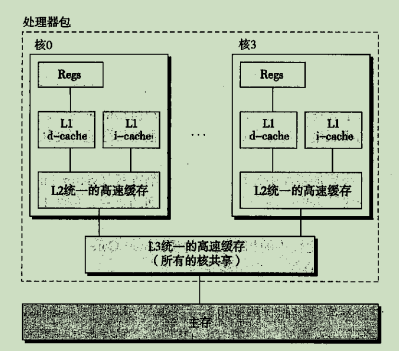 处理器包
核0
核3
Regs
Regs
L1
d-cache
L1
i-cache
...
L1
d-cache
L1
i-cache
L2统一的高速缓存
L2统一的高速缓存
L3统一的高速缓存
(所有的核共享)
主存